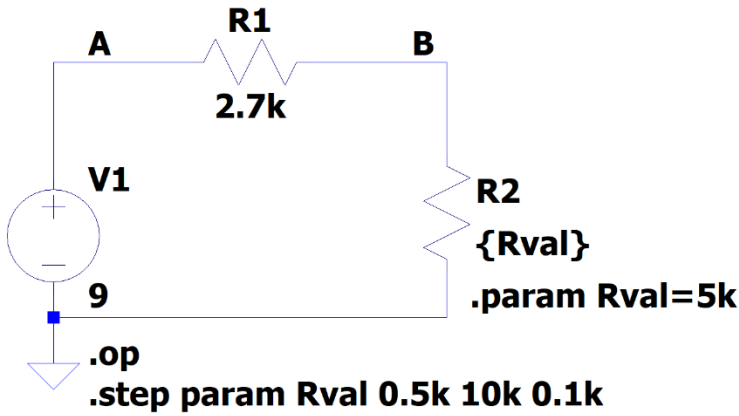 R1
A
B
2.7k
V1
R2
{Rval}
9
.param Rval=5k
.op
.step param Rval 0.5k 10k 0.1k